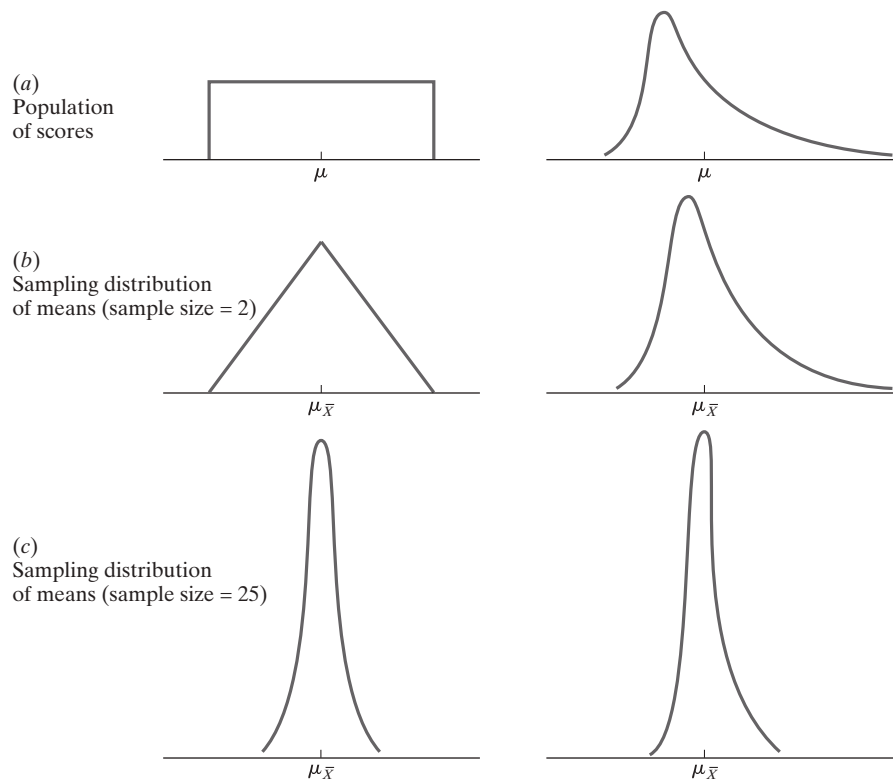 (a)
Population
of scores
μ
μ
(b)
Sampling distribution
of means (sample size = 2)
μX̄
μX̄
(c)
Sampling distribution
of means (sample size = 25)
μX̄
μX̄